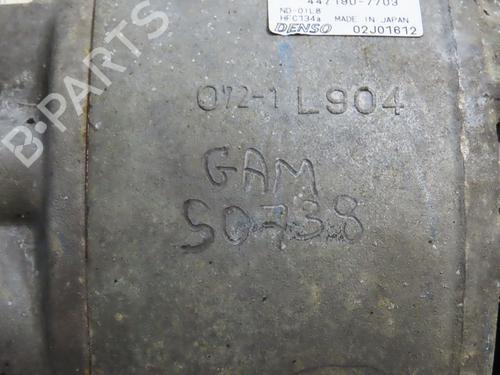 447190-7703
ND-OIL8
HFC134a MADE IN JAPAN
DENSO 02J01612
072-1 L904
GAM
S0738
B-PARTS